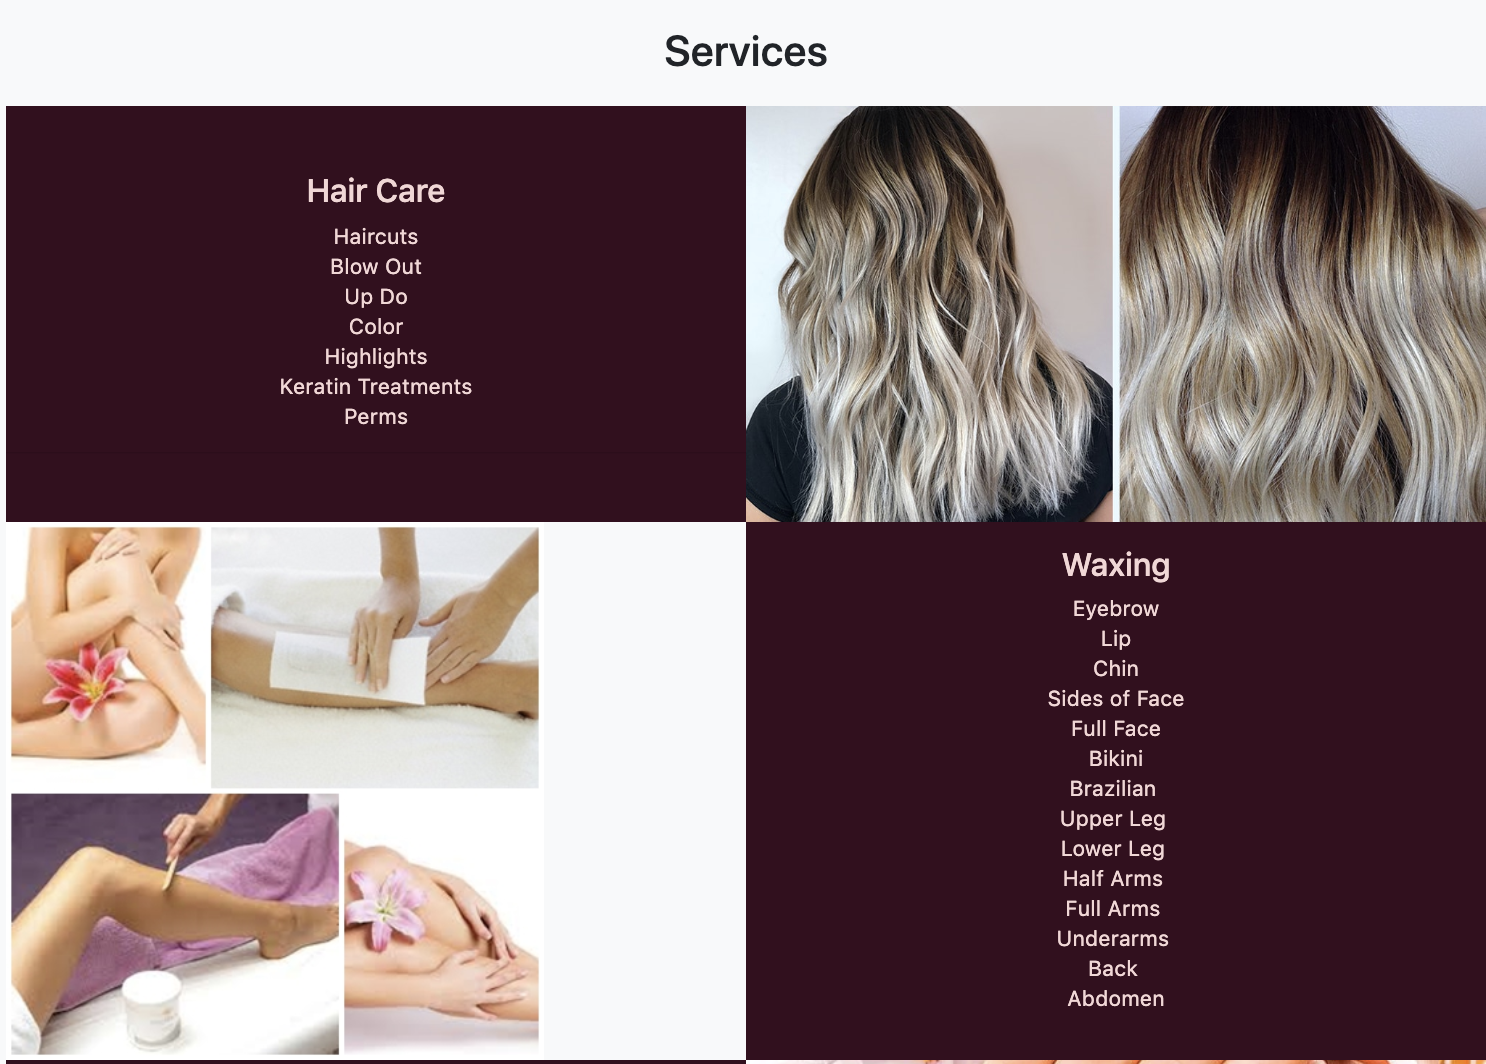 Services
Hair Care
Haircuts
Blow Out
Up Do
Color
Highlights
Keratin Treatments
Perms
Waxing
Eyebrow
Lip
Chin
Sides of Face
Full Face
Bikini
Brazilian
Upper Leg
Lower Leg
Half Arms
Full Arms
Underarms
Back
Abdomen